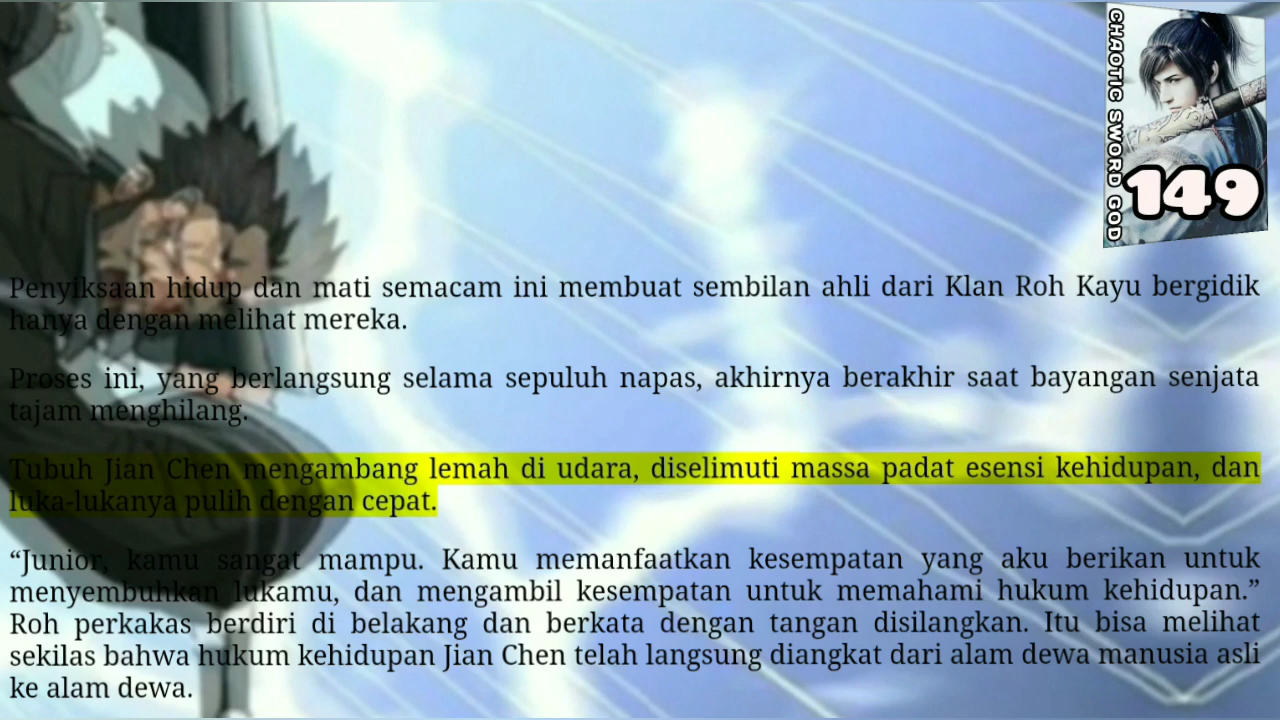 CHAOTIC SWORD GOD
149
Penyiksaan hidup dan mati semacam ini membuat sembilan ahli dari Klan Roh Kayu bergidik
hanya dengan melihat mereka.
Proses ini, yang berlangsung selama sepuluh napas, akhirnya berakhir saat bayangan senjata
tajam menghilang.
Tubuh Jian Chen mengambang lemah di udara, diselimuti massa padat esensi kehidupan, dan
luka-lukanya pulih dengan cepat.
“Junior, kamu sangat mampu. Kamu memanfaatkan kesempatan yang aku berikan untuk
menyembuhkan lukamu, dan mengambil kesempatan untuk memahami hukum kehidupan.”
Roh perkakas berdiri di belakang dan berkata dengan tangan disilangkan. Itu bisa melihat
sekilas bahwa hukum kehidupan Jian Chen telah langsung diangkat dari alam dewa manusia asli
ke alam dewa.